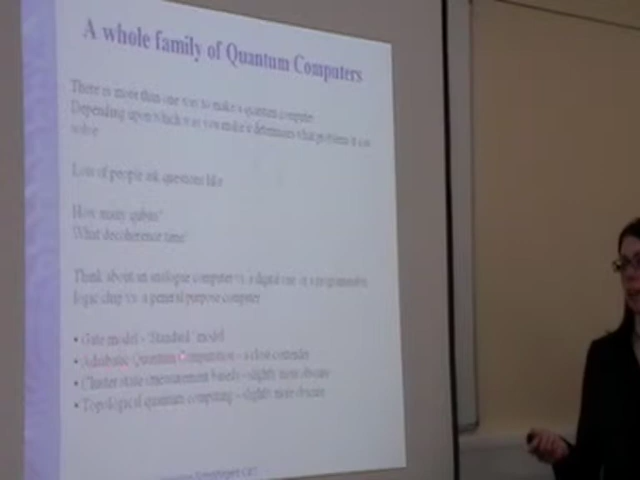 A whole family of Quantum Computers
There is more than one way to make a quantum computer
Depending upon which way you make it determines what problems it can
solve
Lots of people ask questions like
How many qubits?
What decoherence time
Think about an analogue computer vs. a digital one or a programmable
logic chip vs. a general purpose computer
• Gate model - 'Standard' model
• Adiabatic Quantum Computation - a close contender
• Cluster state (measurement based) - slightly more obscure
• Topological quantum computing - slightly more obscure